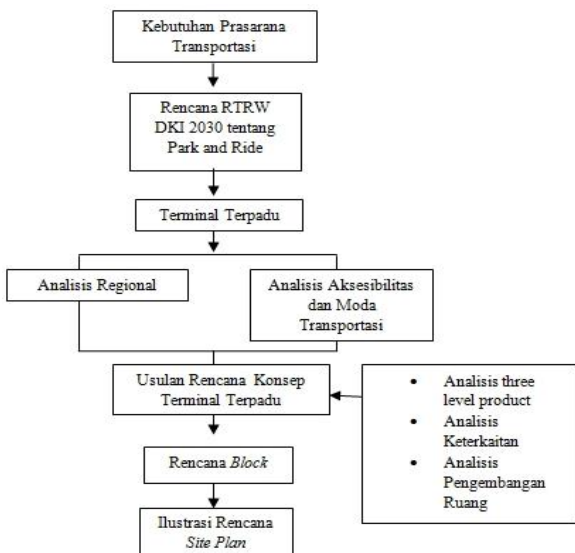 Kebutuhan Prasarana
Transportasi
Rencana RTRW
DKI 2030 tentang
Park and Ride
Terminal Terpadu
Analisis Regional
Analisis Aksesibilitas
dan Moda
Transportasi
Usulan Rencana Konsep
Terminal Terpadu
• Analisis three
level product
• Analisis
Keterkaitan
• Analisis
Pengembangan
Ruang
Rencana Block
Ilustrasi Rencana
Site Plan